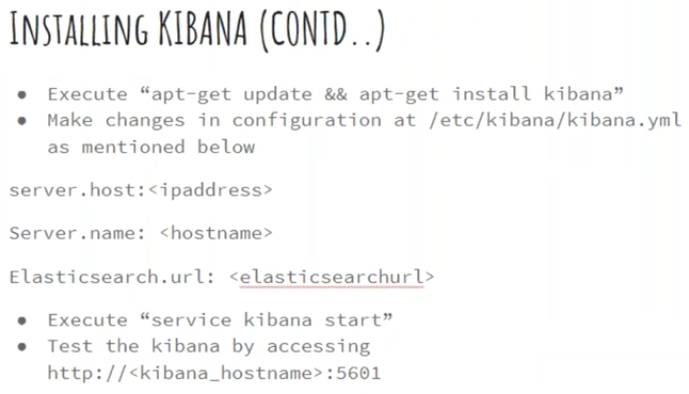 INSTALLING KIBANA (CONTD..)
● Execute “apt-get update && apt-get install kibana”
● Make changes in configuration at /etc/kibana/kibana.yml
as mentioned below
server.host:<ipaddress>
Server.name: <hostname>
Elasticsearch.url: <elasticsearchurl>
● Execute “service kibana start”
● Test the kibana by accessing
http://<kibana_hostname>:5601